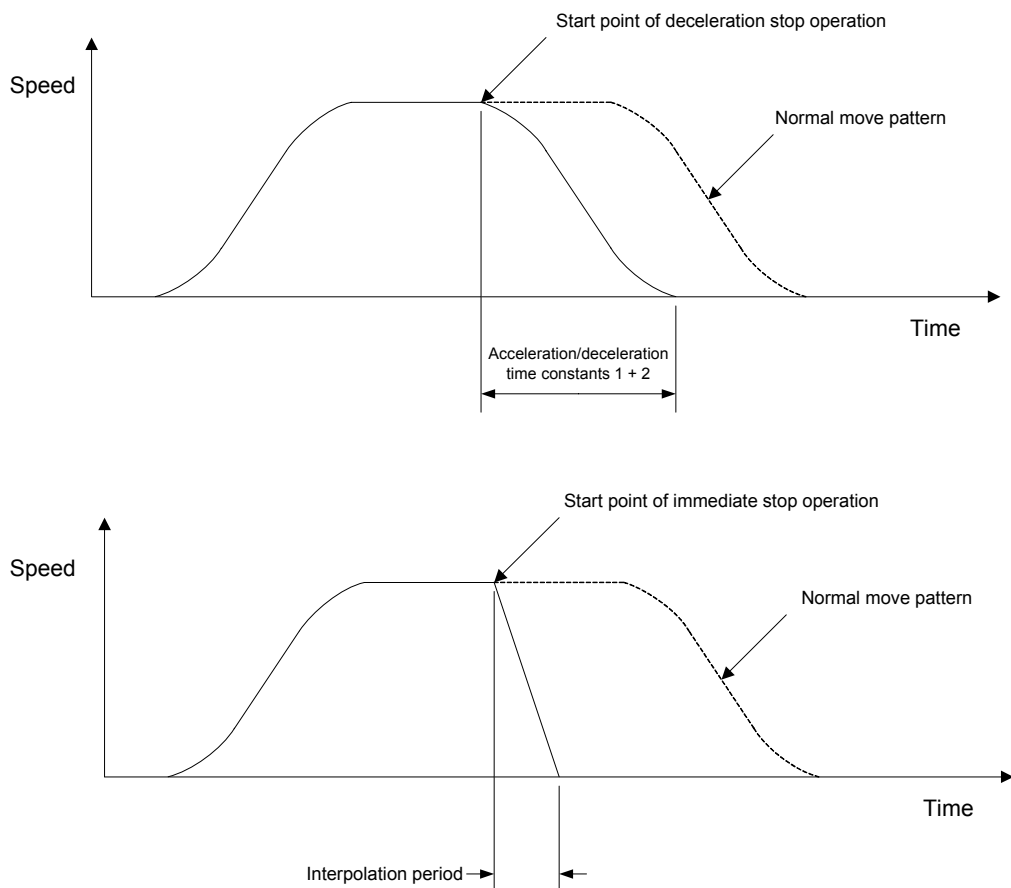 Start point of deceleration stop operation
Speed
Normal move pattern
Time
Acceleration/deceleration
time constants 1 + 2
Start point of immediate stop operation
Speed
Normal move pattern
Time
Interpolation period